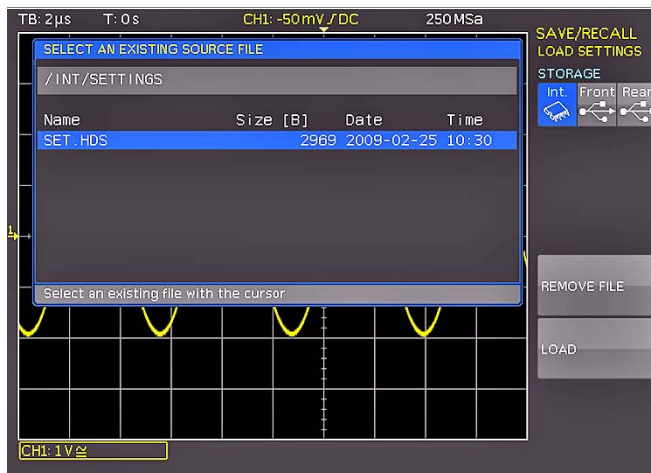 TB: 2µs T: 0s CH1: -50mV DC 250MSa
SAVE/RECALL
LOAD SETTINGS
SELECT AN EXISTING SOURCE FILE
/INT/SETTINGS
STORAGE
Int. Front Rear
Name Size [B] Date Time
SET.HDS 2969 2009-02-25 10:30
1
Select an existing file with the cursor
REMOVE FILE
LOAD
CH1: 1V≅